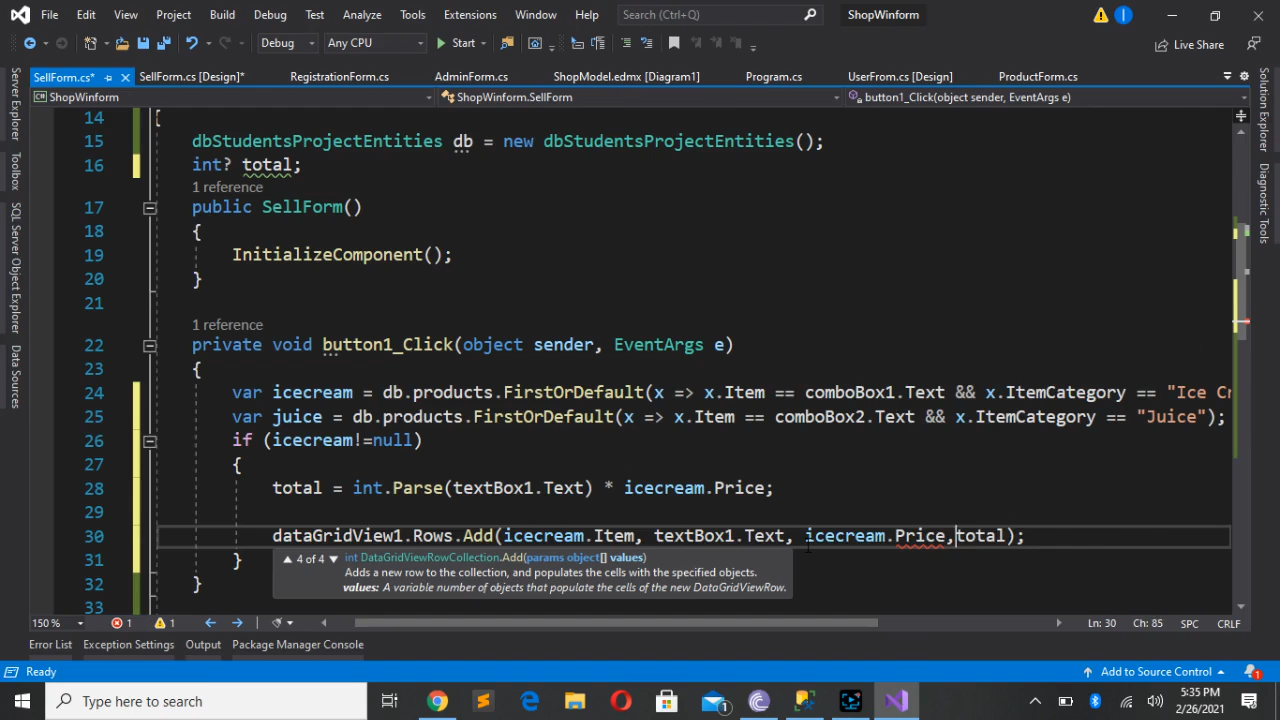 File Edit View Project Build Debug Test Analyze Tools Extensions Window Help Search (Ctrl+Q) ShopWinform
Debug Any CPU Start Live Share
SellForm.cs* SellForm.cs [Design]* RegistrationForm.cs AdminForm.cs ShopModel.edmx [Diagram1] Program.cs UserFrom.cs [Design] ProductForm.cs
ShopWinform ShopWinform.SellForm button1_Click(object sender, EventArgs e)
Server Explorer
Toolbox
SQL Server Object Explorer
Data Sources
Solution Explorer
Diagnostic Tools
14 {
15 dbStudentsProjectEntities db = new dbStudentsProjectEntities();
16 int? total;
1 reference
17 public SellForm()
18 {
19 InitializeComponent();
20 }
21
1 reference
22 private void button1_Click(object sender, EventArgs e)
23 {
24 var icecream = db.products.FirstOrDefault(x => x.Item == comboBox1.Text && x.ItemCategory == "Ice Cr
25 var juice = db.products.FirstOrDefault(x => x.Item == comboBox2.Text && x.ItemCategory == "Juice");
26 if (icecream!=null)
27 {
28 total = int.Parse(textBox1.Text) * icecream.Price;
29
30 dataGridView1.Rows.Add(icecream.Item, textBox1.Text, icecream.Price,total);
31 }
4 of 4 int DataGridViewRowCollection.Add(params object[] values)
Adds a new row to the collection, and populates the cells with the specified objects.
values: A variable number of objects that populate the cells of the new DataGridViewRow.
32 }
33
150 % 1 1 Ln: 30 Ch: 85 SPC CRLF
Error List Exception Settings Output Package Manager Console
Ready Add to Source Control 1
Type here to search 1 5:35 PM
2/26/2021